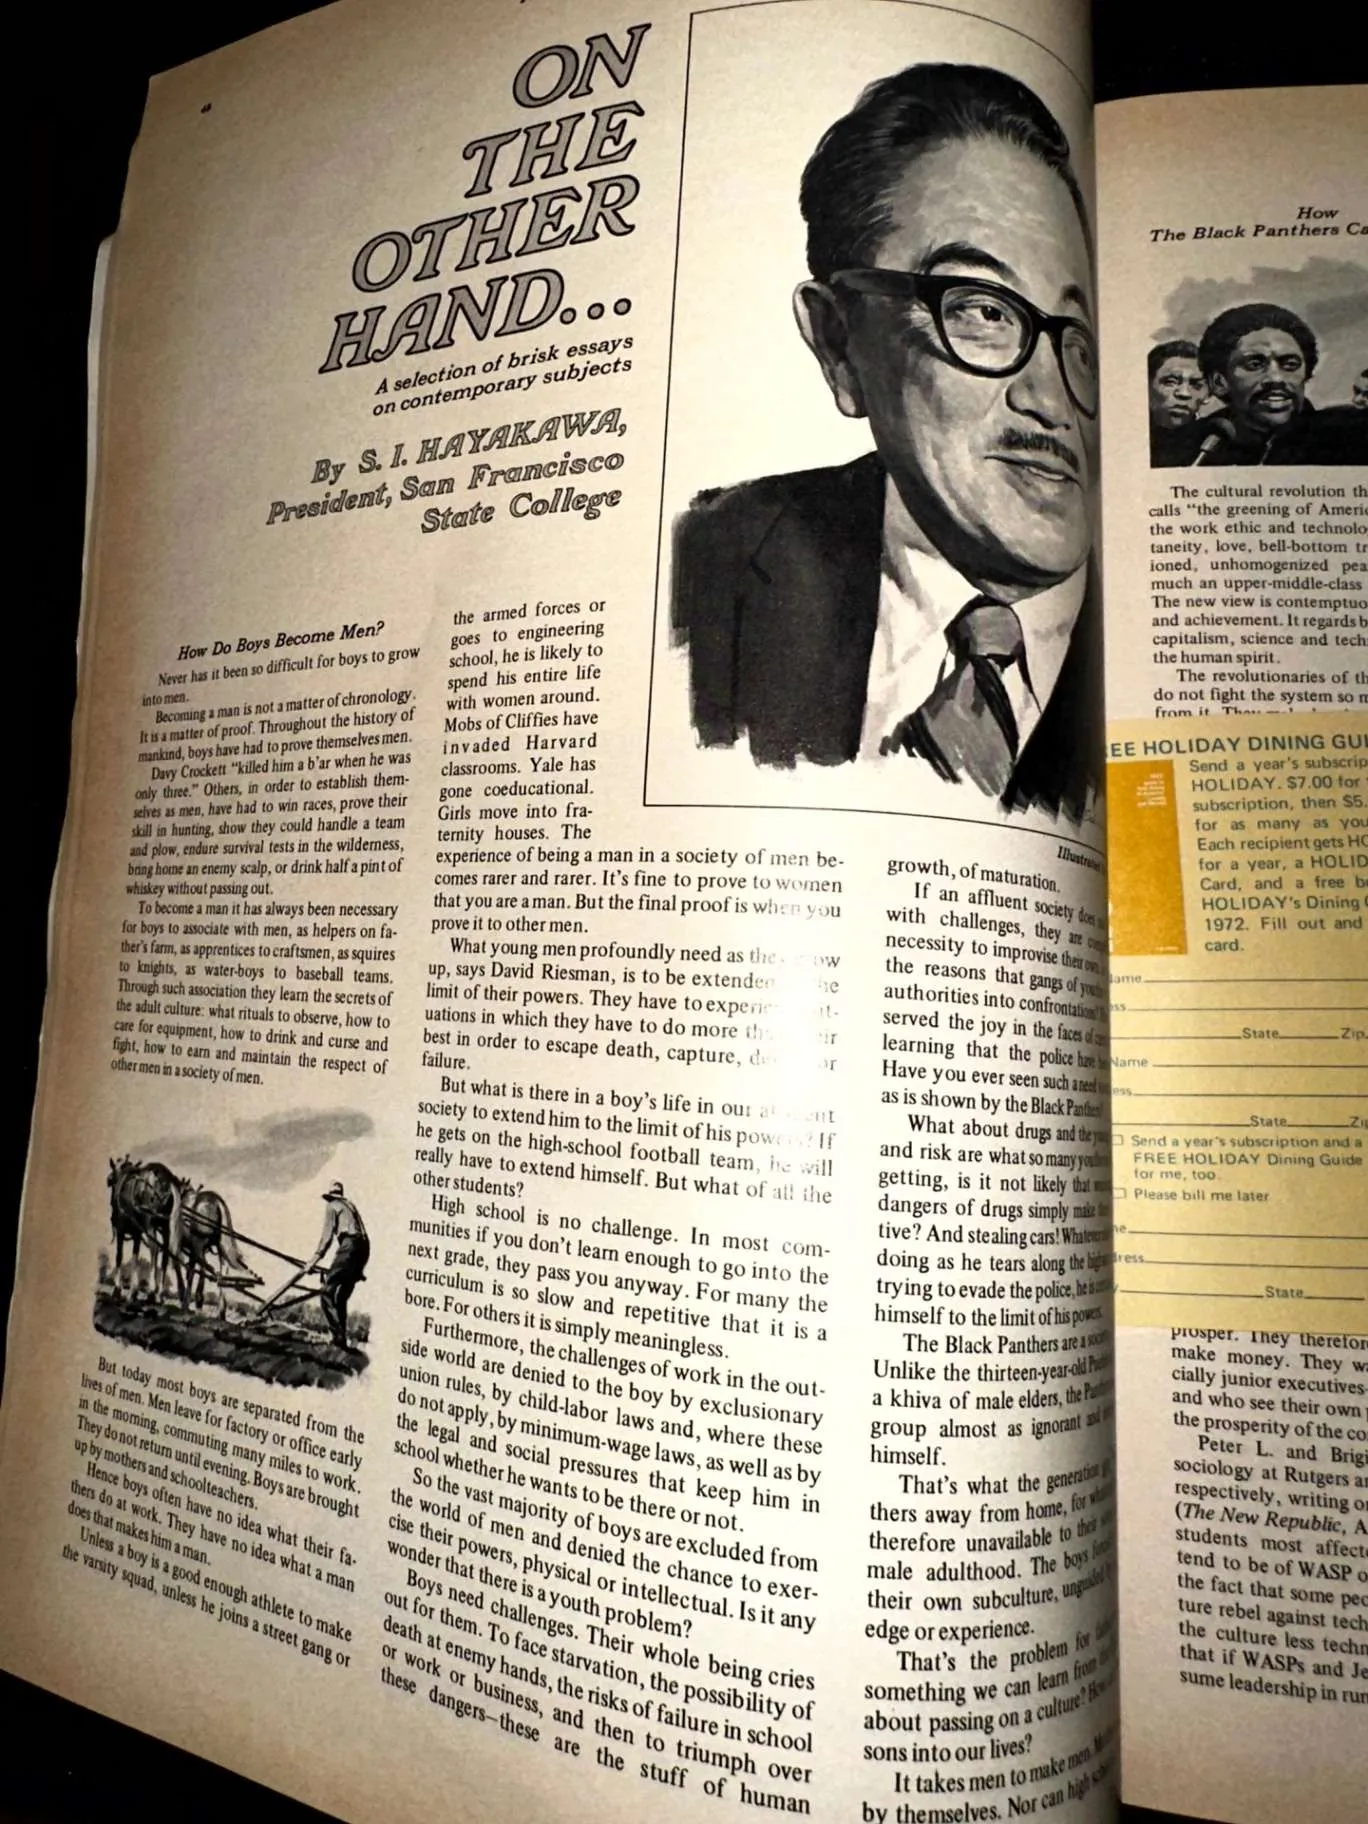 48
ON
THE
OTHER
HAND...
A selection of brisk essays
on contemporary subjects
By S. I. HAYAKAWA,
President, San Francisco
State College
How Do Boys Become Men?
Never has it been so difficult for boys to grow
into men.
Becoming a man is not a matter of chronology.
It is a matter of proof. Throughout the history of
mankind, boys have had to prove themselves men.
Davy Crockett “killed him a b’ar when he was
only three.” Others, in order to establish them-
selves as men, have had to win races, prove their
skill in hunting, show they could handle a team
and plow, endure survival tests in the wilderness,
bring home an enemy scalp, or drink half a pint of
whiskey without passing out.
To become a man it has always been necessary
for boys to associate with men, as helpers on fa-
ther’s farm, as apprentices to craftsmen, as squires
to knights, as water-boys to baseball teams.
Through such association they learn the secrets of
the adult culture: what rituals to observe, how to
care for equipment, how to drink and curse and
fight, how to earn and maintain the respect of
other men in a society of men.
But today most boys are separated from the
lives of men. Men leave for factory or office early
in the morning, commuting many miles to work.
They do not return until evening. Boys are brought
up by mothers and schoolteachers.
Hence boys often have no idea what their fa-
thers do at work. They have no idea what a man
does that makes him a man.
Unless a boy is a good enough athlete to make
the varsity squad, unless he joins a street gang or
the armed forces or
goes to engineering
school, he is likely to
spend his entire life
with women around.
Mobs of Cliffies have
invaded Harvard
classrooms. Yale has
gone coeducational.
Girls move into fra-
ternity houses. The
experience of being a man in a society of men be-
comes rarer and rarer. It’s fine to prove to women
that you are a man. But the final proof is when you
prove it to other men.
What young men profoundly need as the
up, says David Riesman, is to be extended
limit of their powers. They have to
uations in which they have to do more
best in order to escape death, capture, or
failure.
But what is there in a boy’s life in our
society to extend him to the limit of his If
he gets on the high-school football team, he will
really have to extend himself. But what of all the
other students?
High school is no challenge. In most com-
munities if you don’t learn enough to go into the
next grade, they pass you anyway. For many the
curriculum is so slow and repetitive that it is a
bore. For others it is simply meaningless.
Furthermore, the challenges of work in the out-
side world are denied to the boy by exclusionary
union rules, by child-labor laws and, where these
do not apply, by minimum-wage laws, as well as by
the legal and social pressures that keep him in
school whether he wants to be there or not.
So the vast majority of boys are excluded from
the world of men and denied the chance to exer-
cise their powers, physical or intellectual. Is it any
wonder that there is a youth problem?
Boys need challenges. Their whole being cries
out for them. To face starvation, the possibility of
death at enemy hands, the risks of failure in school
or work or business, and then to triumph over
these dangers—these are the stuff of human
Illustrated
growth, of maturation.
If an affluent society does
with challenges, they are
necessity to improvise their
the reasons that gangs of
authorities into confrontation
served the joy in the faces of
learning that the police have
Have you ever seen such a need
as is shown by the Black Panthers
What about drugs and the
and risk are what so many
getting, is it not likely that
dangers of drugs simply make
tive? And stealing cars! Whatever
doing as he tears along the
trying to evade the police, he is
himself to the limit of his powers.
The Black Panthers are a
Unlike the thirteen-year-old
a khiva of male elders, the
group almost as ignorant
himself.
That’s what the generation
thers away from home, for
therefore unavailable to
male adulthood. The boys
their own subculture,
edge or experience.
That’s the problem for
something we can learn from
about passing on a culture?
sons into our lives?
It takes men to make men.
by themselves. Nor can high
How
The Black Panthers Ca
The cultural revolution th
calls “the greening of Ameri
the work ethic and technolo
taneity, love, bell-bottom tr
ioned, unhomogenized pea
much an upper-middle-class
The new view is contemptuo
and achievement. It regards b
capitalism, science and tech
the human spirit.
The revolutionaries of th
do not fight the system so m
from it.
EE HOLIDAY DINING GUI
Send a year's subscrip
HOLIDAY. $7.00 for
subscription, then $5.
for as many as you
Each recipient gets HO
for a year, a HOLID
Card, and a free b
HOLIDAY's Dining
1972. Fill out and
card.
ame
ss
State Zip
Name
ess
State Zi
Send a year's subscription and a
FREE HOLIDAY Dining Guide
for me, too.
Please bill me later
me
dress
State
prosper. They therefor
make money. They wa
cially junior executives
and who see their own
the prosperity of the co
Peter L. and Brigi
sociology at Rutgers a
respectively, writing o
(The New Republic, A
students most affect
tend to be of WASP o
the fact that some peo
ture rebel against tech
the culture less techn
that if WASPs and Je
sume leadership in run